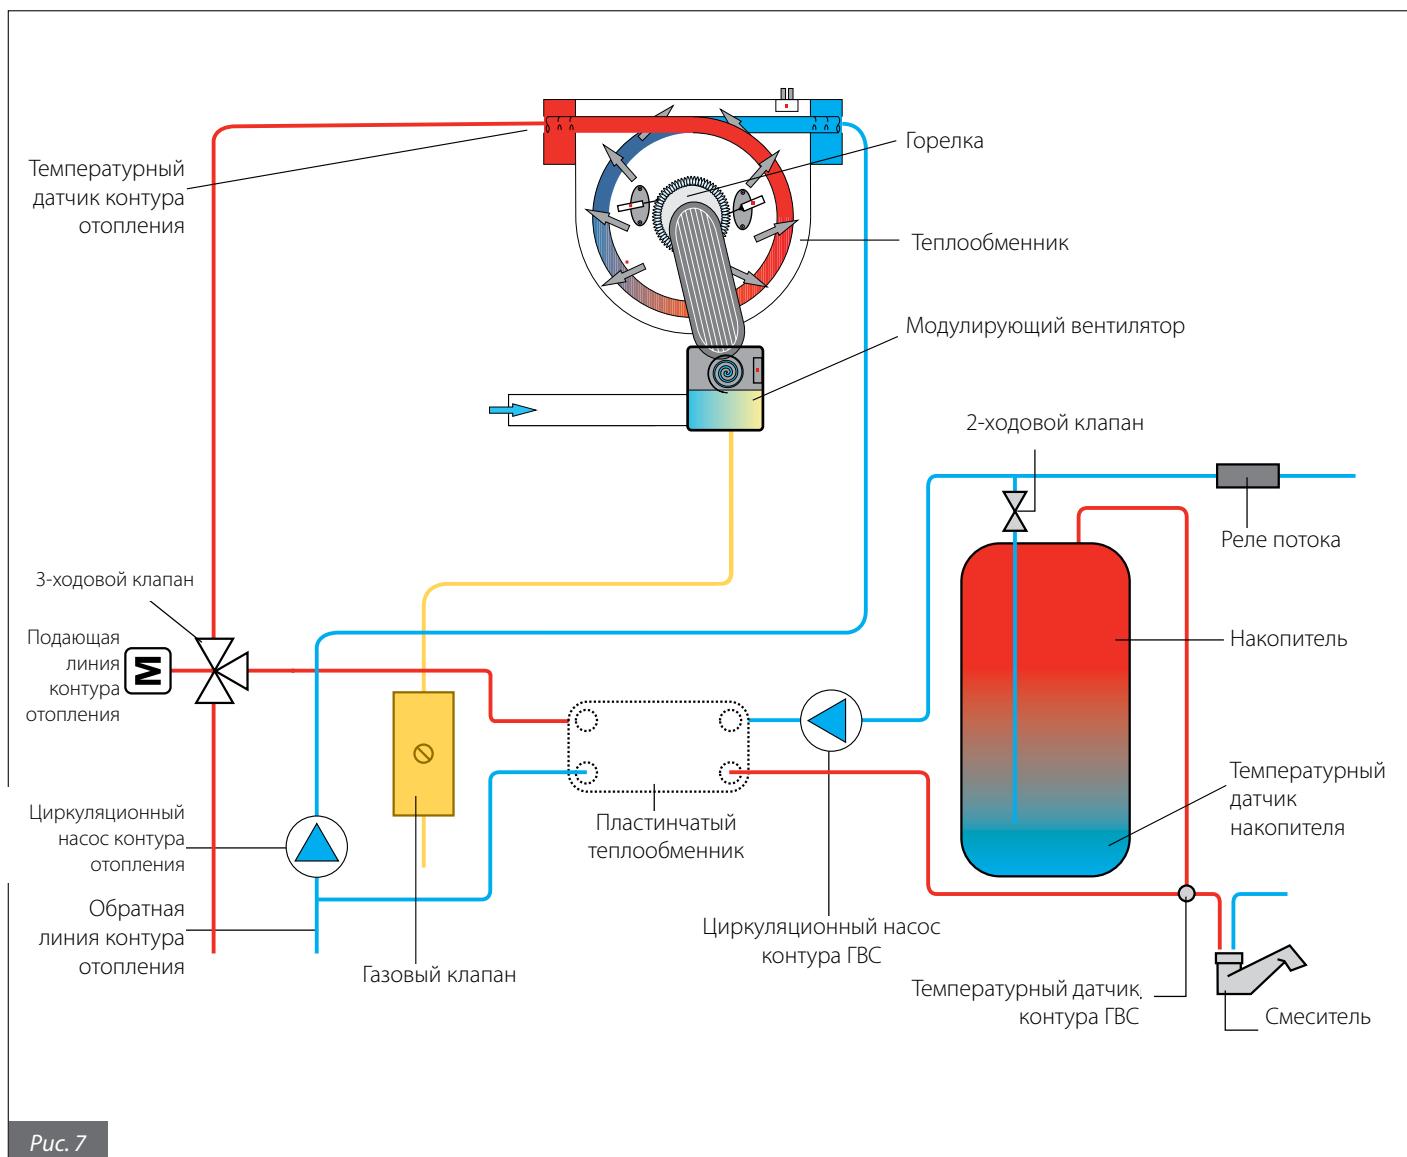 Температурный
датчик контура
отопления
Горелка
Теплообменник
Модулирующий вентилятор
2-ходовой клапан
Реле потока
3-ходовой клапан
Подающая
линия
контура
отопления
M
Накопитель
Температурный
датчик
накопителя
Циркуляционный
насос контура
отопления
Пластинчатый
теплообменник
Обратная
линия контура
отопления
Газовый клапан
Циркуляционный насос
контура ГВС
Температурный датчик
контура ГВС
Смеситель
Рис. 7